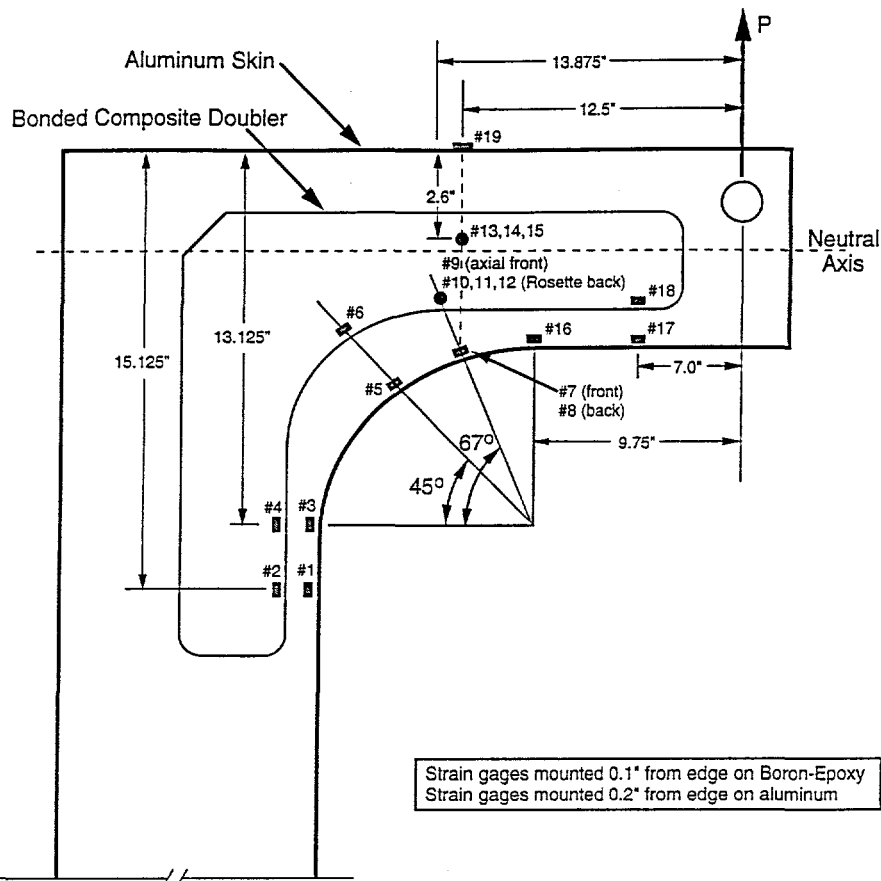 P
13.875"
Aluminum Skin
12.5"
Bonded Composite Doubler
#19
2.6"
#13,14,15
Neutral
Axis
#9 (axial front)
#10,11,12 (Rosette back)
#18
#6
#16
#17
13.125"
15.125"
7.0"
#5
#7 (front)
#8 (back)
67º
9.75"
45º
#4
#3
#2
#1
Strain gages mounted 0.1" from edge on Boron-Epoxy
Strain gages mounted 0.2" from edge on aluminum